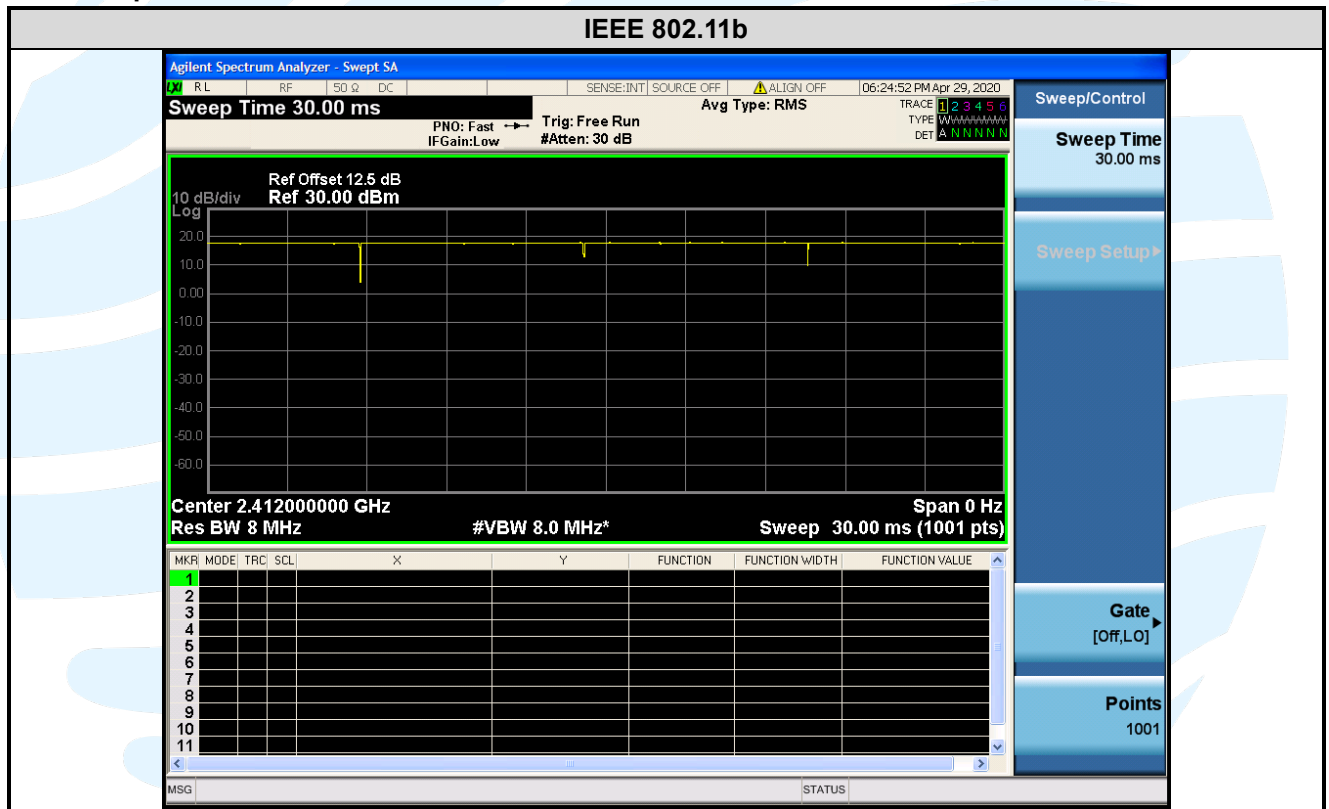 IEEE 802.11b
Agilent Spectrum Analyzer - Swept SA
LXI RL RF 50 Ω DC SENSE:INT SOURCE OFF ALIGN OFF 06:24:52 PM Apr 29, 2020
Sweep Time 30.00 ms
PNO: Fast
IFGain:Low
Trig: Free Run
#Atten: 30 dB
Avg Type: RMS
TRACE 1 2 3 4 5 6
TYPE WWWWWW
DET A N N N N N
Ref Offset 12.5 dB
10 dB/div Ref 30.00 dBm
Log
20.0
10.0
0.00
-10.0
-20.0
-30.0
-40.0
-50.0
-60.0
Center 2.412000000 GHz Span 0 Hz
Res BW 8 MHz #VBW 8.0 MHz* Sweep 30.00 ms (1001 pts)
MKR MODE TRC SCL X Y FUNCTION FUNCTION WIDTH FUNCTION VALUE
1
2
3
4
5
6
7
8
9
10
11
MSG STATUS
Sweep/Control
Sweep Time
30.00 ms
Sweep Setup
Gate
[Off,LO]
Points
1001